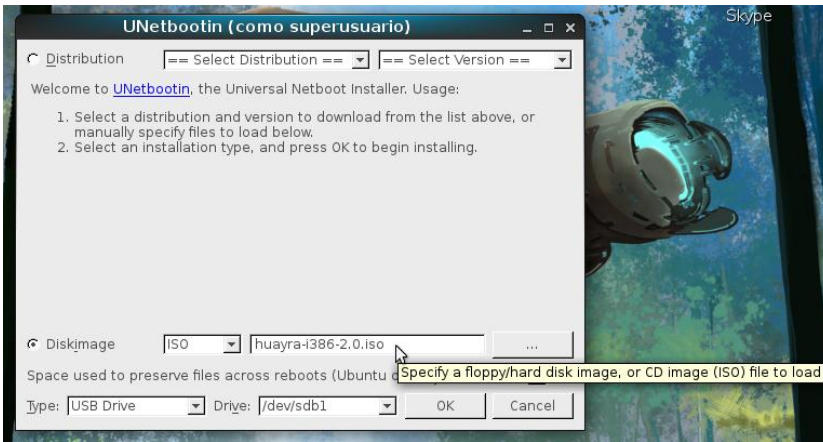 UNetbootin (como superusuario)
Skype
Distribution == Select Distribution == == Select Version ==
Welcome to UNetbootin, the Universal Netboot Installer. Usage:
1. Select a distribution and version to download from the list above, or
manually specify files to load below.
2. Select an installation type, and press OK to begin installing.
Diskimage ISO huayra-i386-2.0.iso ...
Specify a floppy/hard disk image, or CD image (ISO) file to load
Space used to preserve files across reboots (Ubuntu
Type: USB Drive Drive: /dev/sdb1 OK Cancel